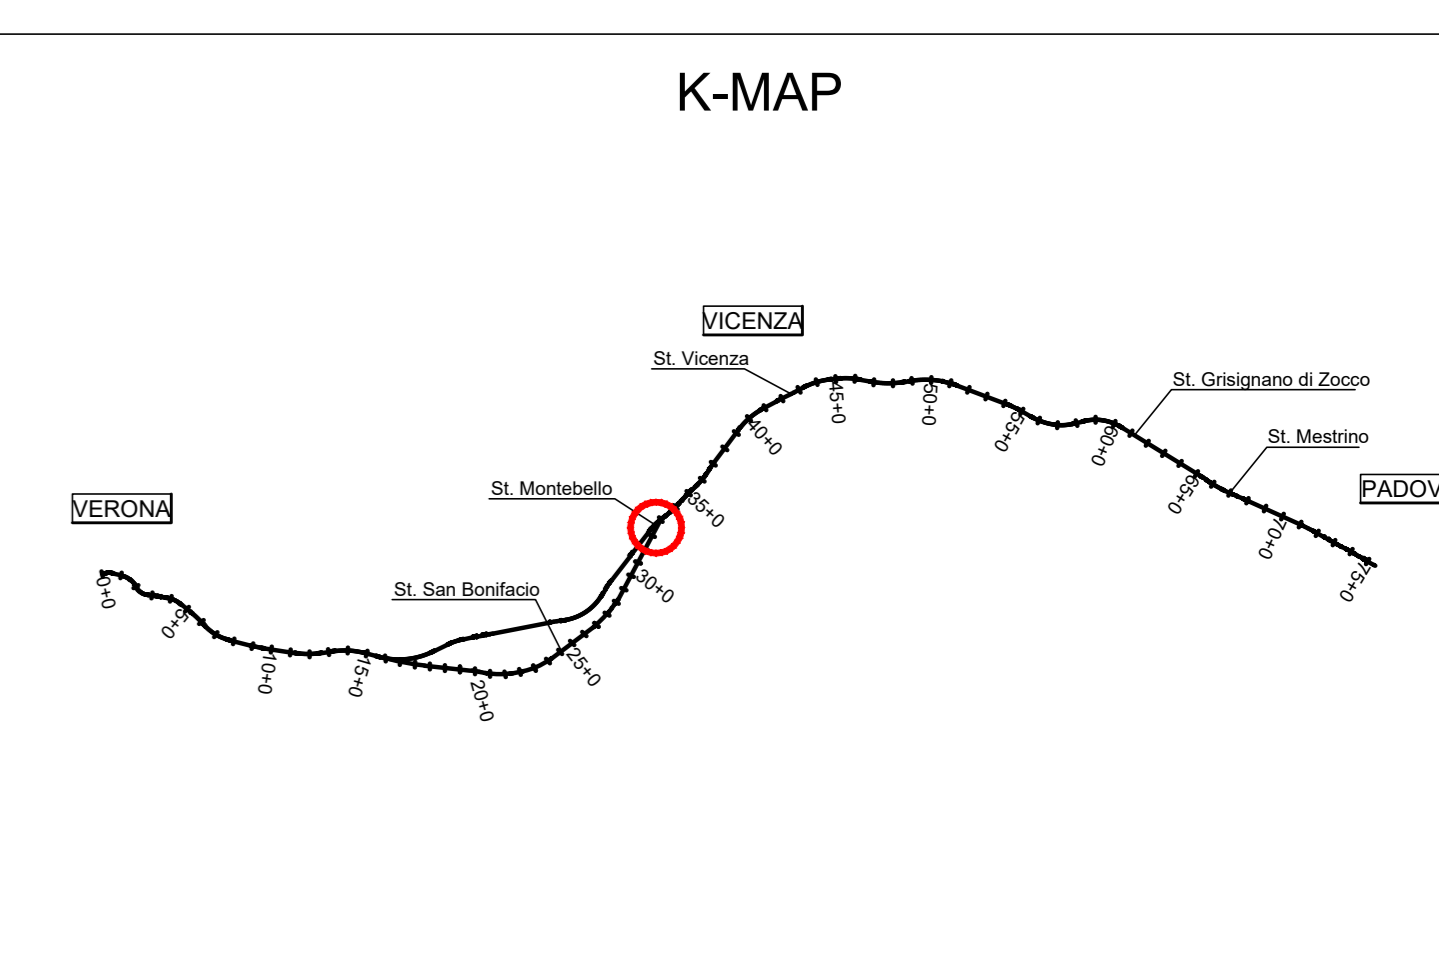 K-MAP
VICENZA
St. Vicenza
St. Grisignano di Zocco
St. Mestrino
PADOV
St. Montebello
VERONA
St. San Bonifacio
0+0
5+0
10+0
15+0
20+0
25+0
30+0
35+0
40+0
45+0
50+0
55+0
60+0
65+0
70+0
75+0